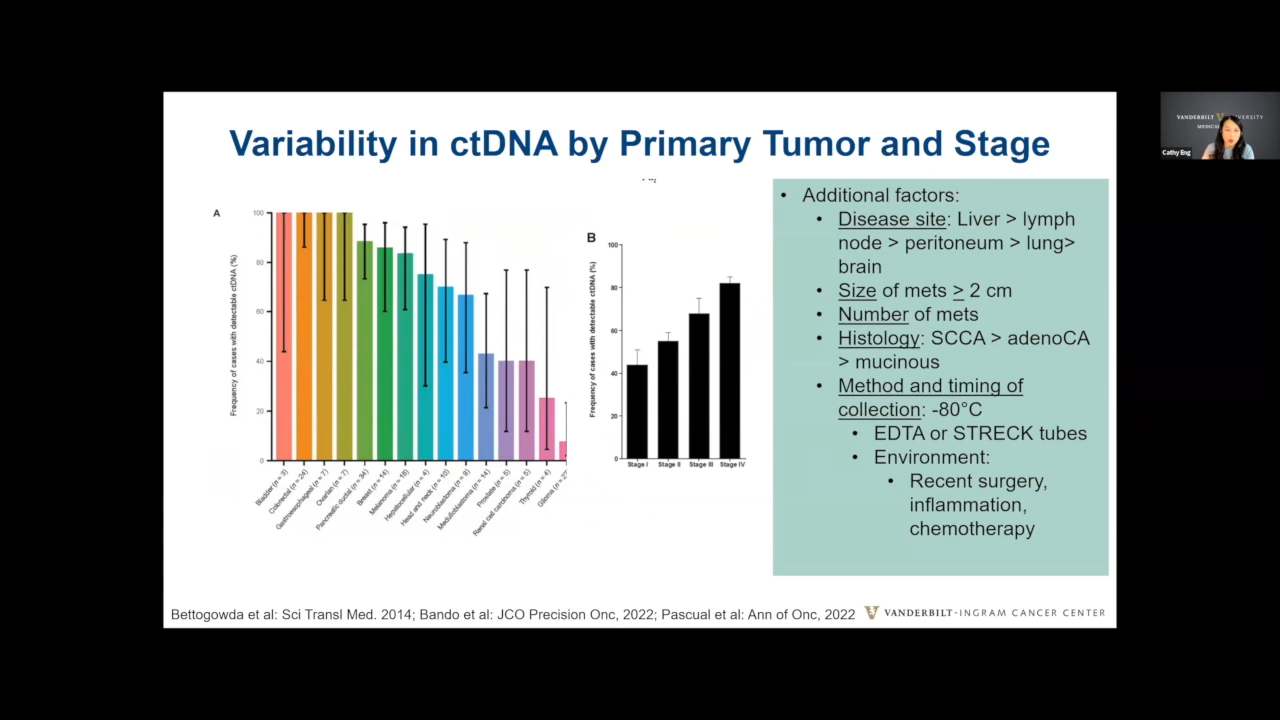 Variability in ctDNA by Primary Tumor and Stage
A
Frequency of cases with detectable ctDNA (%)
100
80
60
40
20
0
Bladder (n = 3)
Colorectal (n = 24)
Gastroesophageal (n = 7)
Ovarian (n = 7)
Pancreatic ductal (n = 34)
Breast (n = 14)
Melanoma (n = 18)
Hepatocellular (n = 4)
Head and neck (n = 10)
Neuroblastoma (n = 9)
Medulloblastoma (n = 14)
Prostate (n = 5)
Renal cell carcinoma (n = 5)
Thyroid (n = 4)
Glioma (n = 27
B
Frequency of cases with detectable ctDNA (%)
100
80
60
40
20
0
Stage I
Stage II
Stage III
Stage IV
• Additional factors:
• Disease site: Liver > lymph
node > peritoneum > lung>
brain
• Size of mets > 2 cm
• Number of mets
• Histology: SCCA > adenoCA
> mucinous
• Method and timing of
collection: -80°C
• EDTA or STRECK tubes
• Environment:
• Recent surgery,
inflammation,
chemotherapy
Bettogowda et al: Sci Transl Med. 2014; Bando et al: JCO Precision Onc, 2022; Pascual et al: Ann of Onc, 2022
VANDERBILT-INGRAM CANCER CENTER
VANDERBILT UNIVERSITY
Cathy Eng